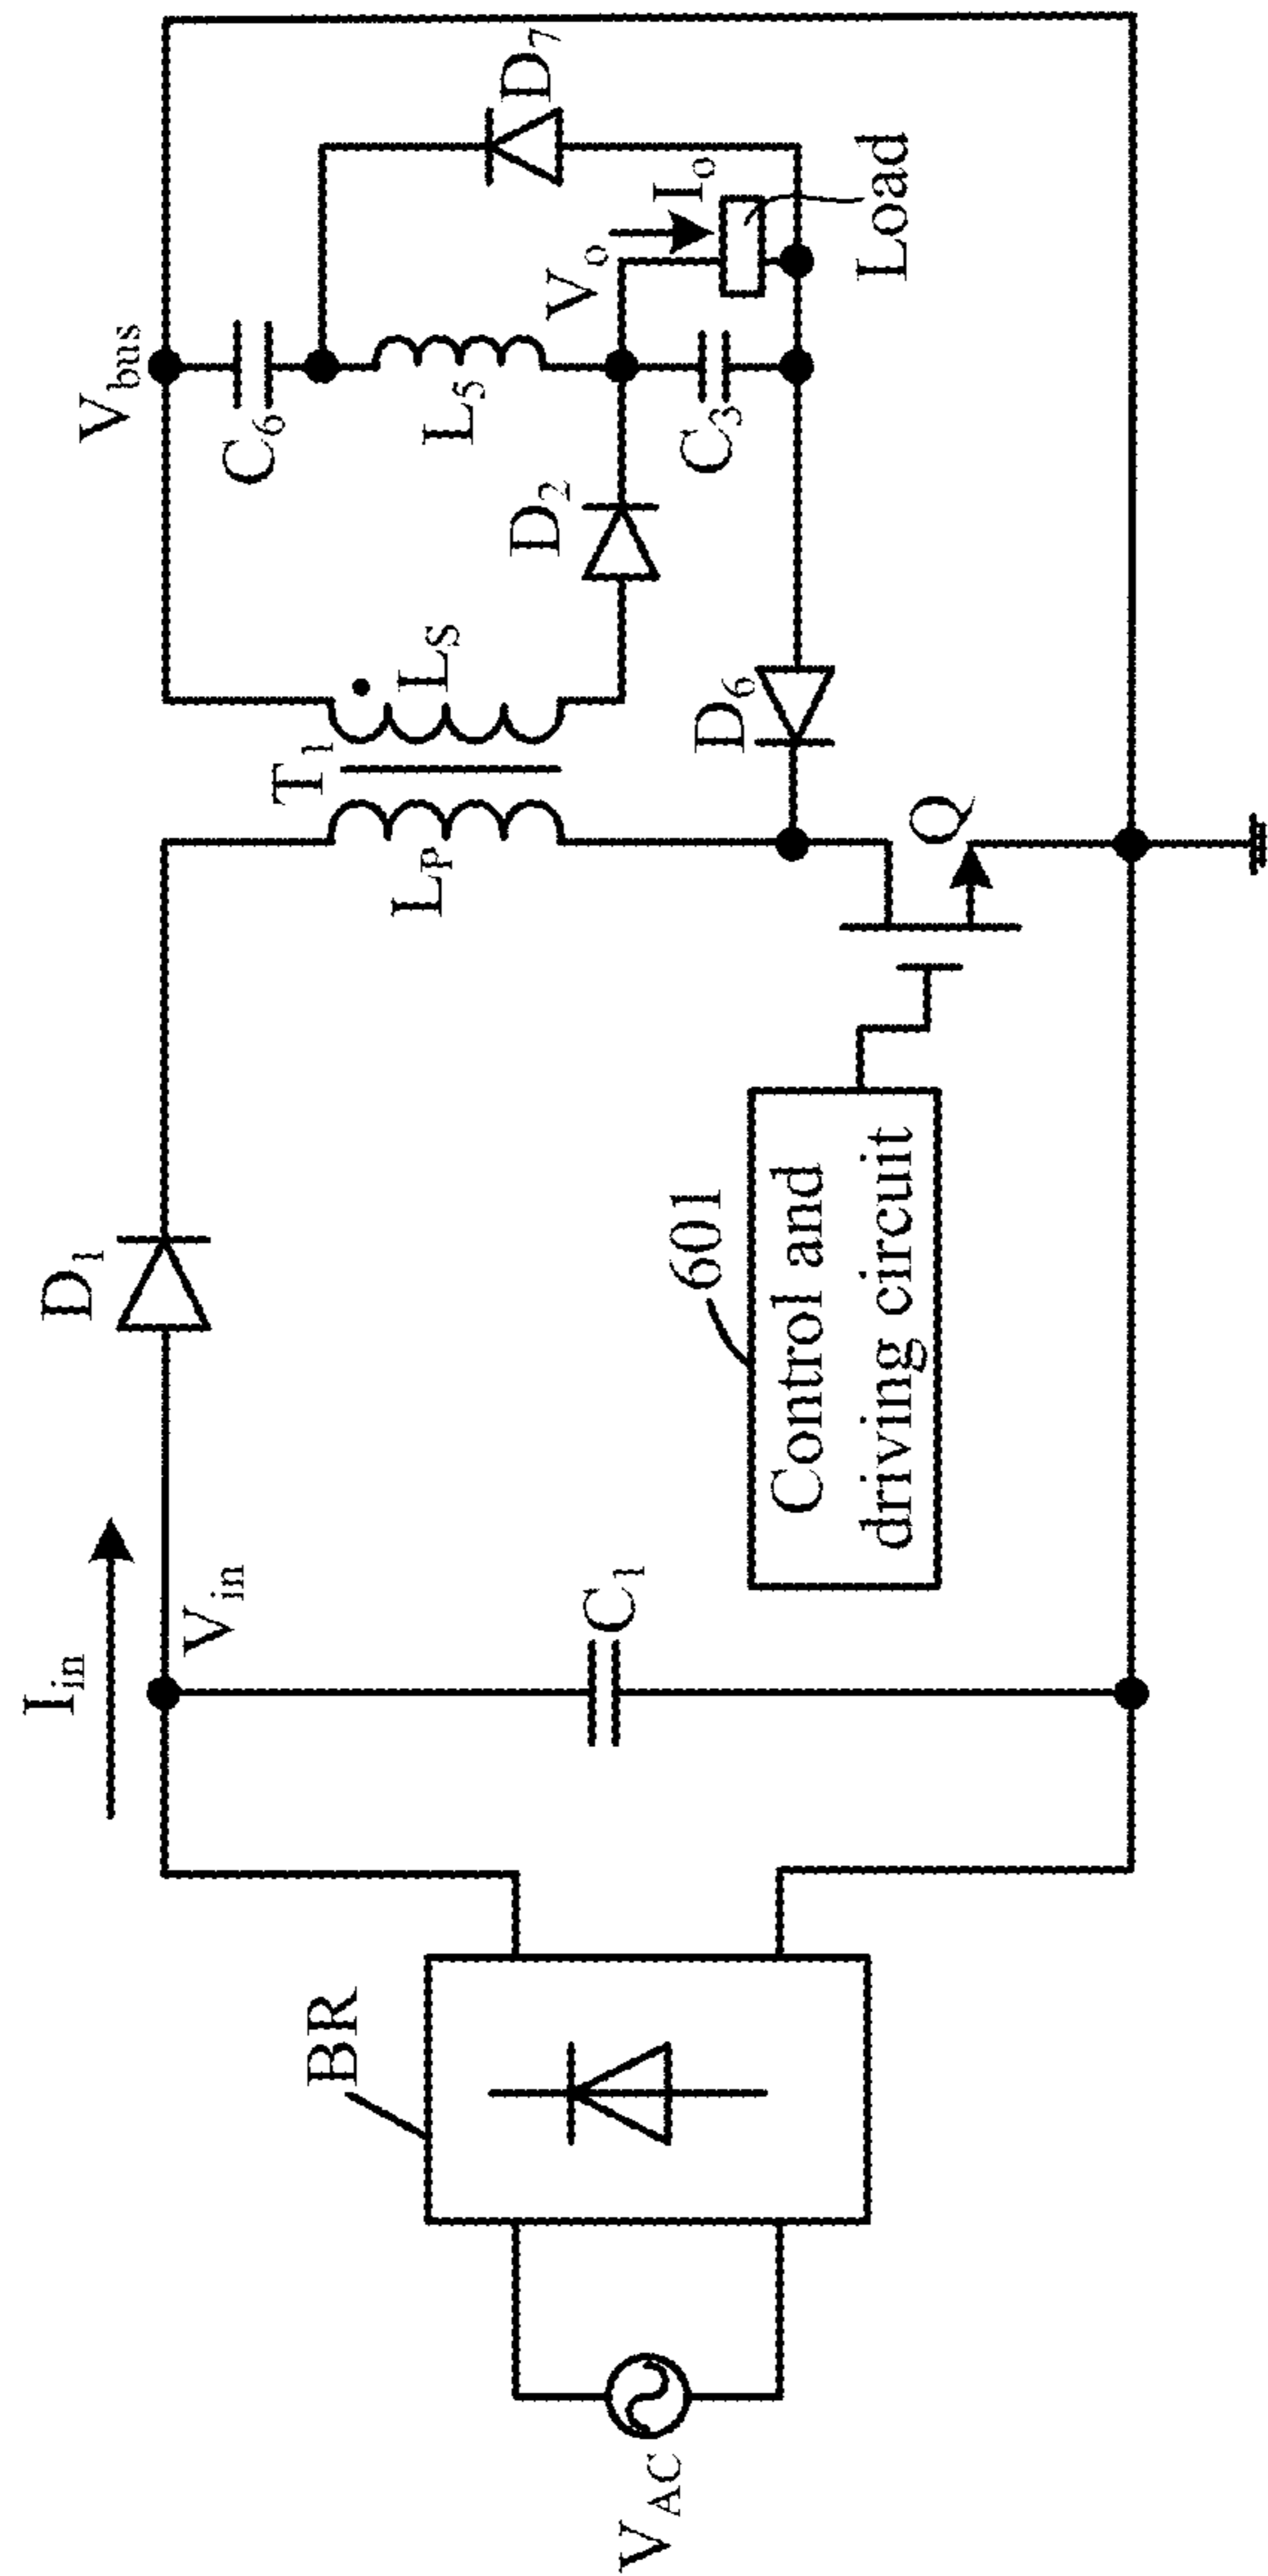 V_AC
BR
I_in
V_in
C_1
D_1
601
Control and
driving circuit
Q
T_1
L_P
L_S
D_6
D_2
V_bus
C_6
L_5
C_3
V_o
I_o
D_7
Load